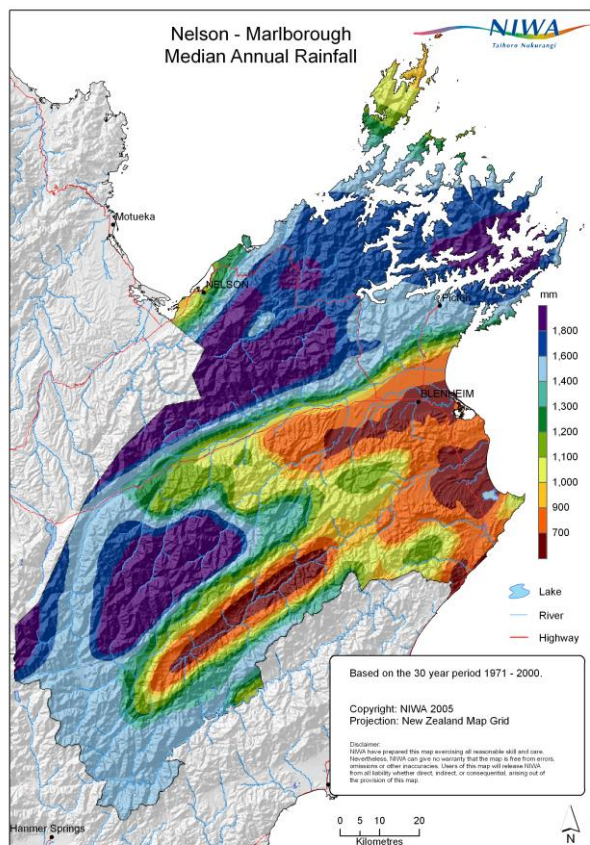 Nelson - Marlborough
Median Annual Rainfall
NIWA
Taihoro Nukurangi
Motueka
NELSON
Picton
BLENHEIM
mm
1,800
1,600
1,400
1,300
1,200
1,100
1,000
900
700
Lake
River
Highway
Based on the 30 year period 1971 - 2000.
Copyright: NIWA 2005
Projection: New Zealand Map Grid
Disclaimer:
NIWA have prepared this map exercising all reasonable skill and care.
Nevertheless, NIWA can give no warranty that the map is free from errors,
omissions or other inaccuracies. Users of this map will release NIWA
from all liability whether direct, indirect, or consequential, arising out of
the provision of this map.
Hanmer Springs
0 5 10 20
Kilometres
N